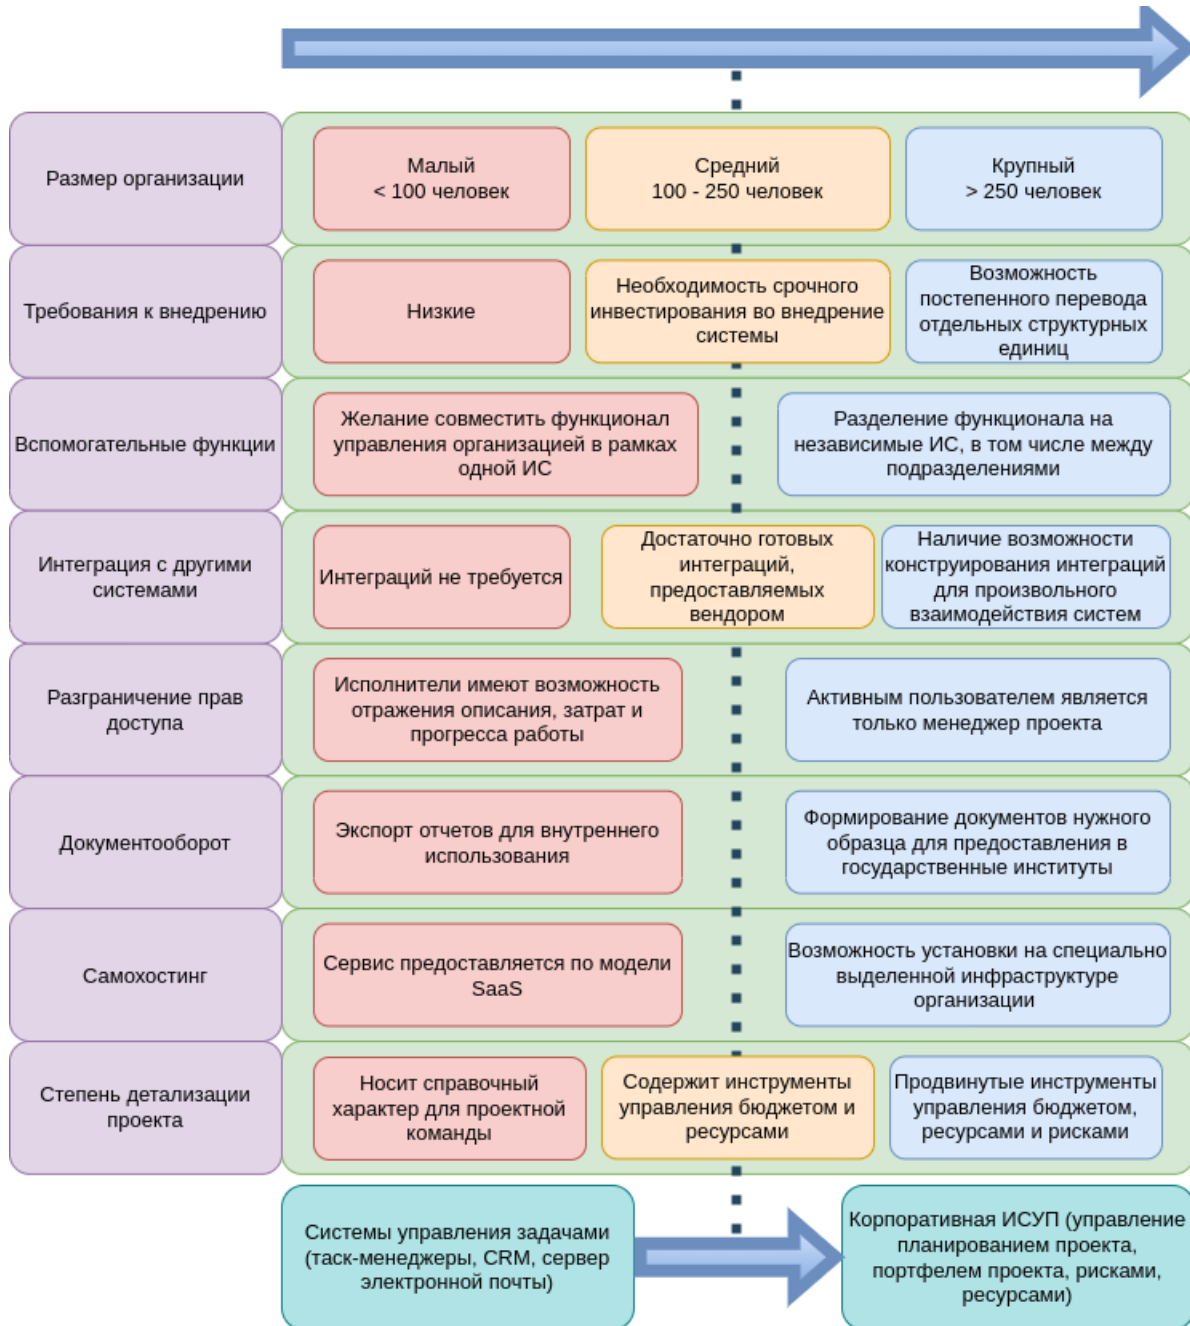 Размер организации
Малый
< 100 человек
Средний
100 - 250 человек
Крупный
> 250 человек
Требования к внедрению
Низкие
Необходимость срочного
инвестирования во внедрение
системы
Возможность
постепенного перевода
отдельных структурных
единиц
Вспомогательные функции
Желание совместить функционал
управления организацией в рамках
одной ИС
Разделение функционала на
независимые ИС, в том числе между
подразделениями
Интеграция с другими
системами
Интеграций не требуется
Достаточно готовых
интеграций,
предоставляемых
вендором
Наличие возможности
конструирования интеграций
для произвольного
взаимодействия систем
Разграничение прав
доступа
Исполнители имеют возможность
отражения описания, затрат и
прогресса работы
Активным пользователем является
только менеджер проекта
Документооборот
Экспорт отчетов для внутреннего
использования
Формирование документов нужного
образца для предоставления в
государственные институты
Самохостинг
Сервис предоставляется по модели
SaaS
Возможность установки на специально
выделенной инфраструктуре
организации
Степень детализации
проекта
Носит справочный
характер для проектной
команды
Содержит инструменты
управления бюджетом и
ресурсами
Продвинутые инструменты
управления бюджетом,
ресурсами и рисками
Системы управления задачами
(таск-менеджеры, CRM, сервер
электронной почты)
Корпоративная ИСУП (управление
планированием проекта,
портфелем проекта, рисками,
ресурсами)